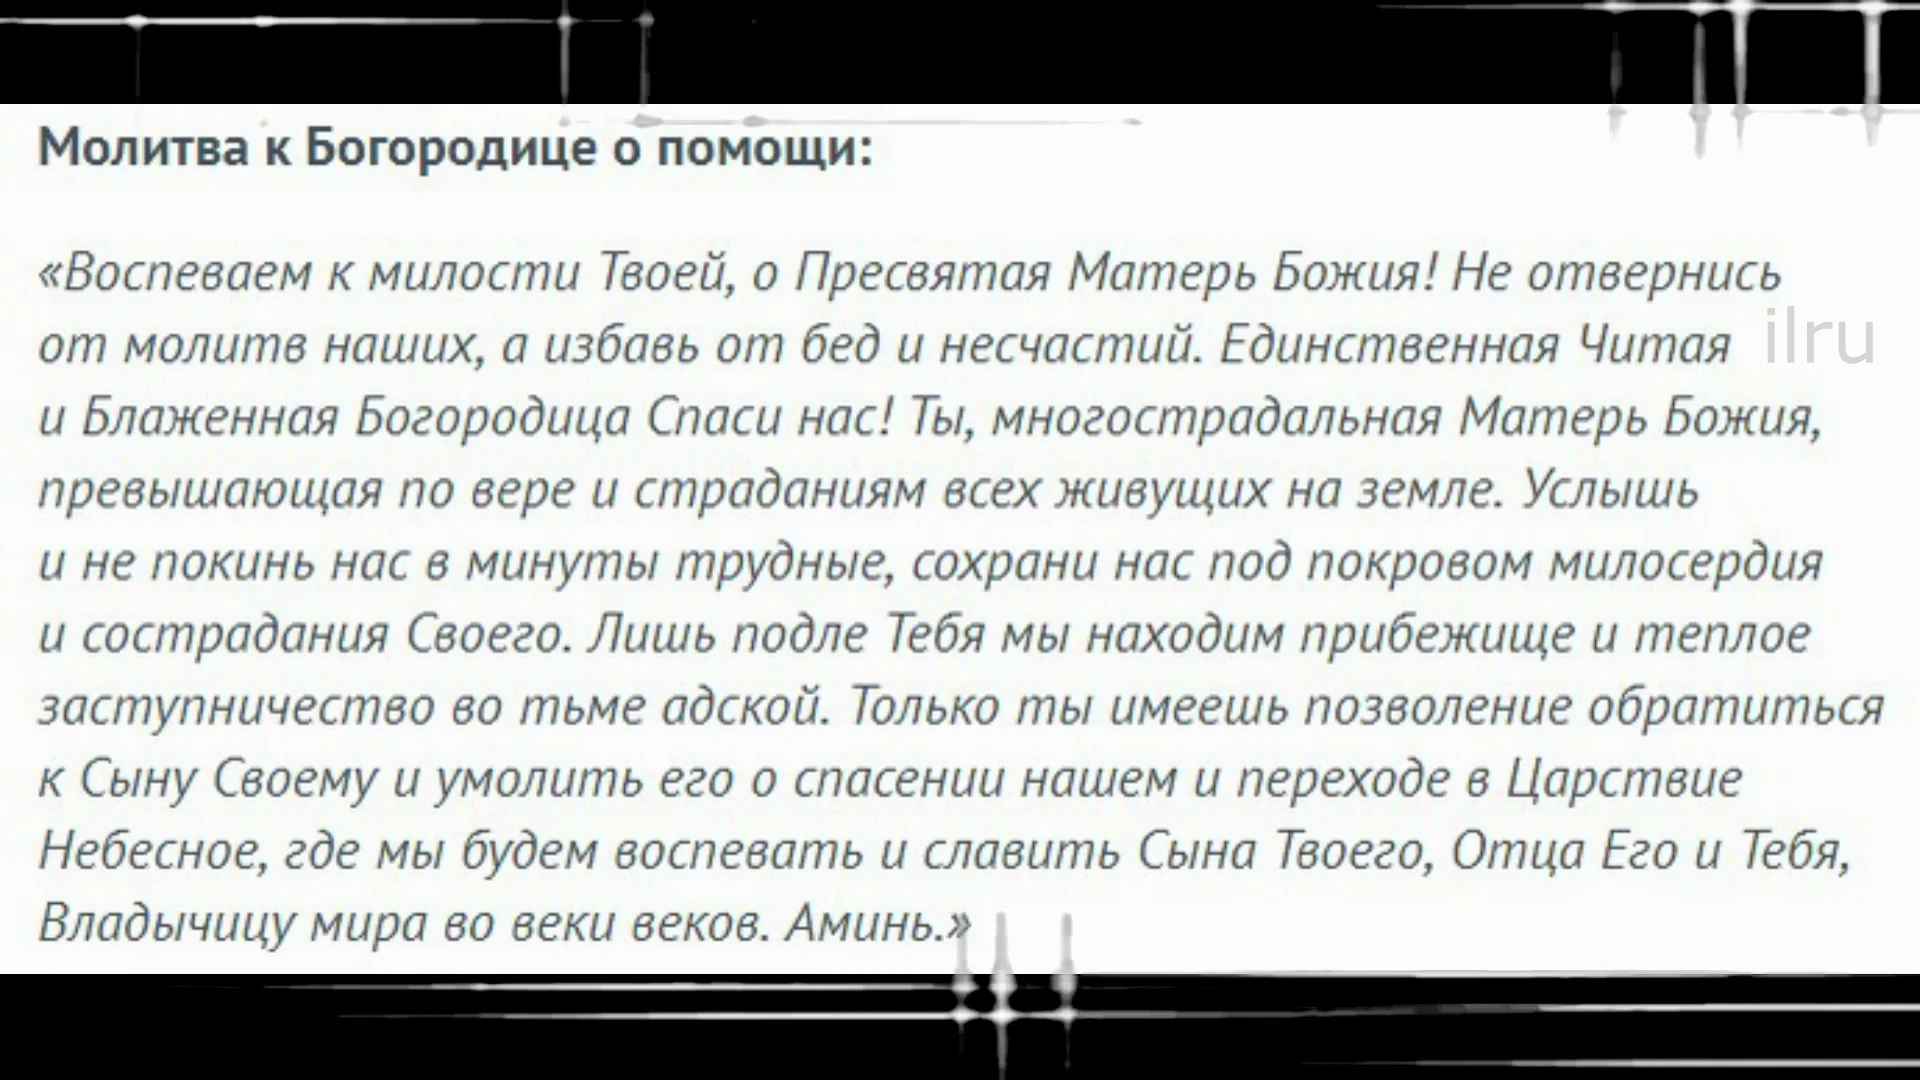 Молитва к Богородице о помощи:
«Воспеваем к милости Твоей, о Пресвятая Матерь Божия! Не отвернись
от молитв наших, а избавь от бед и несчастий. Единственная Читая
ilru
и Блаженная Богородица Спаси нас! Ты, многострадальная Матерь Божия,
превышающая по вере и страданиям всех живущих на земле. Услышь
и не покинь нас в минуты трудные, сохрани нас под покровом милосердия
и сострадания Своего. Лишь подле Тебя мы находим прибежище и теплое
заступничество во тьме адской. Только ты имеешь позволение обратиться
к Сыну Своему и умолить его о спасении нашем и переходе в Царствие
Небесное, где мы будем воспевать и славить Сына Твоего, Отца Его и Тебя,
Владычицу мира во веки веков. Аминь.»